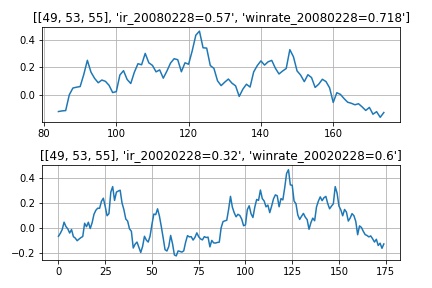 [[49, 53, 55], 'ir_20080228=0.57', 'winrate_20080228=0.718']
0.4
0.2
0.0
80 100 120 140 160
[[49, 53, 55], 'ir_20020228=0.32', 'winrate_20020228=0.6']
0.4
0.2
0.0
−0.2
0 25 50 75 100 125 150 175